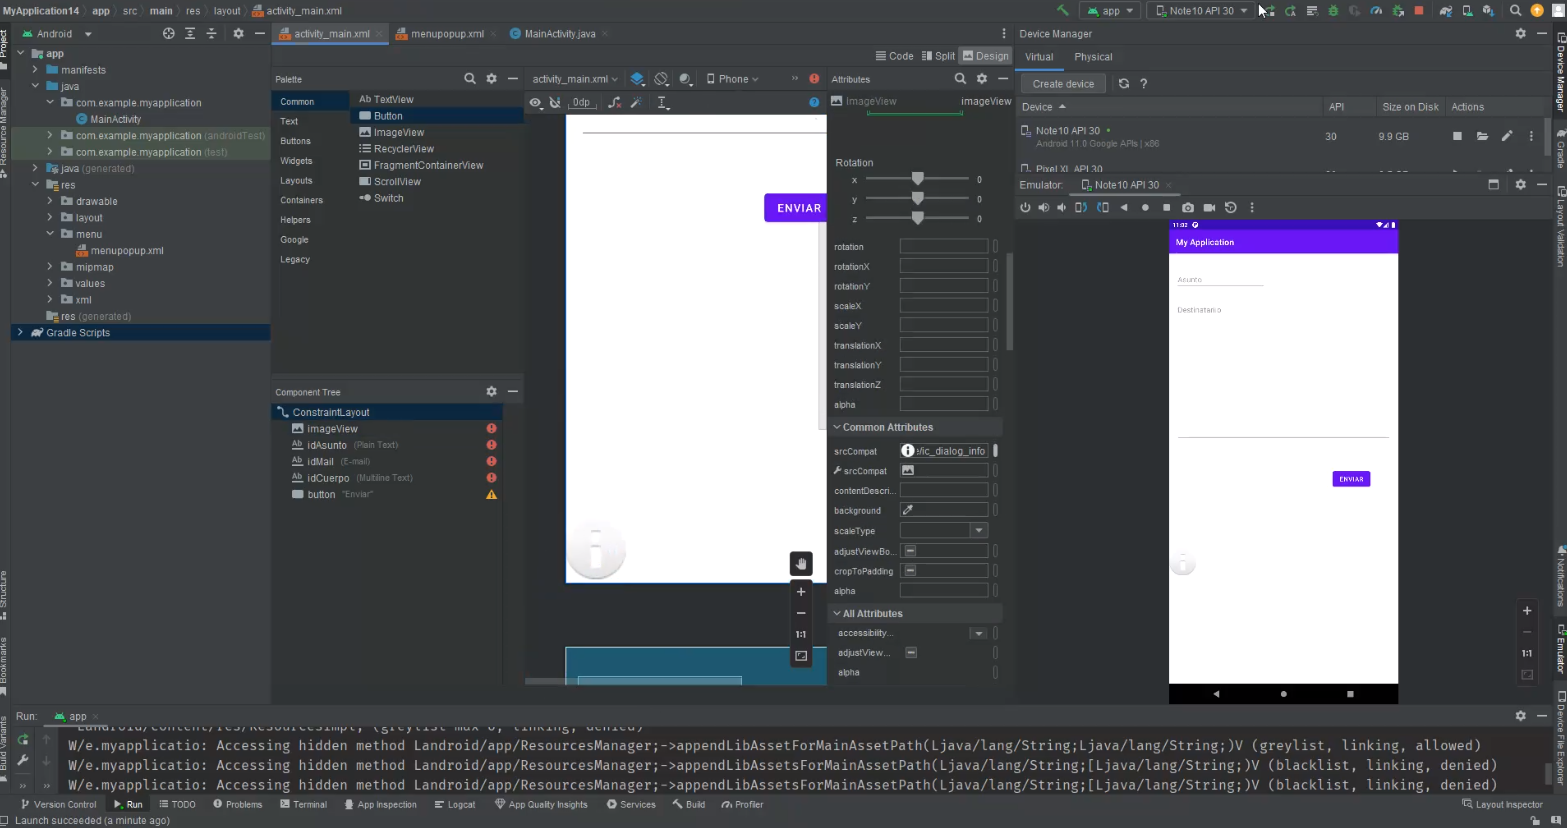 MyApplication14 app src main res layout activity_main.xml
app
Note10 API 30
Android
activity_main.xml
menupopup.xml
MainActivity.java
Device Manager
app
manifests
java
com.example.myapplication
MainActivity
com.example.myapplication (androidTest)
com.example.myapplication (test)
java (generated)
res
drawable
layout
menu
menupopup.xml
mipmap
values
xml
res (generated)
Gradle Scripts
Code Split Design
Palette
Common
Text
Buttons
Widgets
Layouts
Containers
Helpers
Google
Legacy
Ab TextView
Button
ImageView
RecyclerView
FragmentContainerView
ScrollView
Switch
activity_main.xml
Phone
0dp
ENVIAR
1:1
Component Tree
ConstraintLayout
imageView
Ab idAsunto (Plain Text)
Ab idMail (E-mail)
Ab idCuerpo (Multiline Text)
button "Enviar"
Attributes
ImageView imageView
Rotation
x 0
y 0
z 0
rotation
rotationX
rotationY
scaleX
scaleY
translationX
translationY
translationZ
alpha
Common Attributes
srcCompat e/ic_dialog_info
srcCompat
contentDescri...
background
scaleType
adjustViewBo...
cropToPadding
alpha
All Attributes
accessibility...
adjustView...
alpha
Virtual Physical
Create device
Device API Size on Disk Actions
Note10 API 30 30 9.9 GB
Android 11.0 Google APIs | x86
Pixel XL API 30
Emulator: Note10 API 30
11:32
My Application
Asunto
Destinatario
ENVIAR
1:1
Project
Resource Manager
Structure
Bookmarks
Build Variants
Device Manager
Gradle
Layout Validation
Notifications
Emulator
Device File Explorer
Run: app
Landroid/content/res/ResourcesImpl; (greylist max o, linking, denied)
W/e.myapplicatio: Accessing hidden method Landroid/app/ResourcesManager;->appendLibAssetForMainAssetPath(Ljava/lang/String;Ljava/lang/String;)V (greylist, linking, allowed)
W/e.myapplicatio: Accessing hidden method Landroid/app/ResourcesManager;->appendLibAssetsForMainAssetPath(Ljava/lang/String;[Ljava/lang/String;)V (blacklist, linking, denied)
W/e.myapplicatio: Accessing hidden method Landroid/app/ResourcesManager;->appendLibAssetsForMainAssetPath(Ljava/lang/String;[Ljava/lang/String;)V (blacklist, linking, denied)
Version Control Run TODO Problems Terminal App Inspection Logcat App Quality Insights Services Build Profiler Layout Inspector
Launch succeeded (a minute ago)